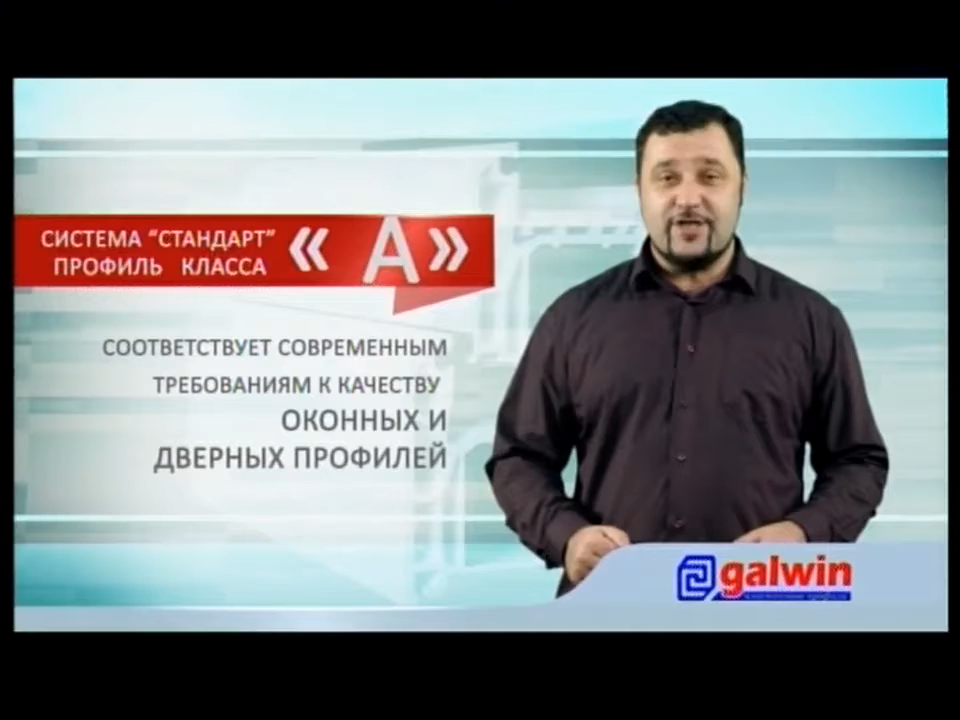 СИСТЕМА “СТАНДАРТ”
ПРОФИЛЬ КЛАССА
« А »
СООТВЕТСТВУЕТ СОВРЕМЕННЫМ
ТРЕБОВАНИЯМ К КАЧЕСТВУ
ОКОННЫХ И
ДВЕРНЫХ ПРОФИЛЕЙ
galwin